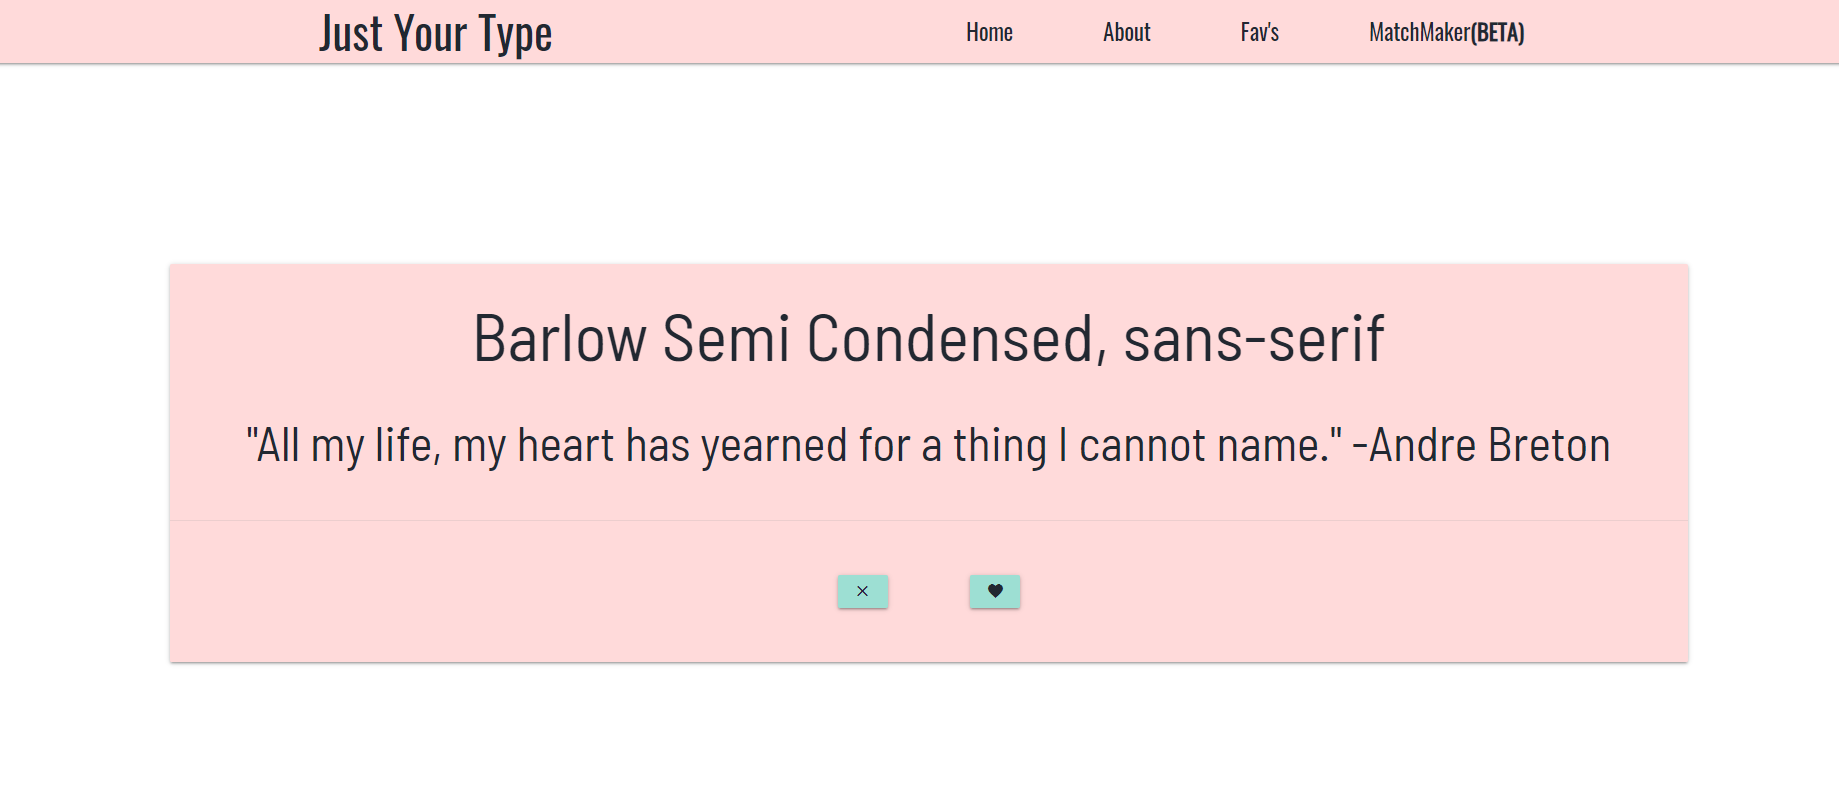 Just Your Type Home About Fav's MatchMaker(BETA)
Barlow Semi Condensed, sans-serif
"All my life, my heart has yearned for a thing I cannot name." -Andre Breton